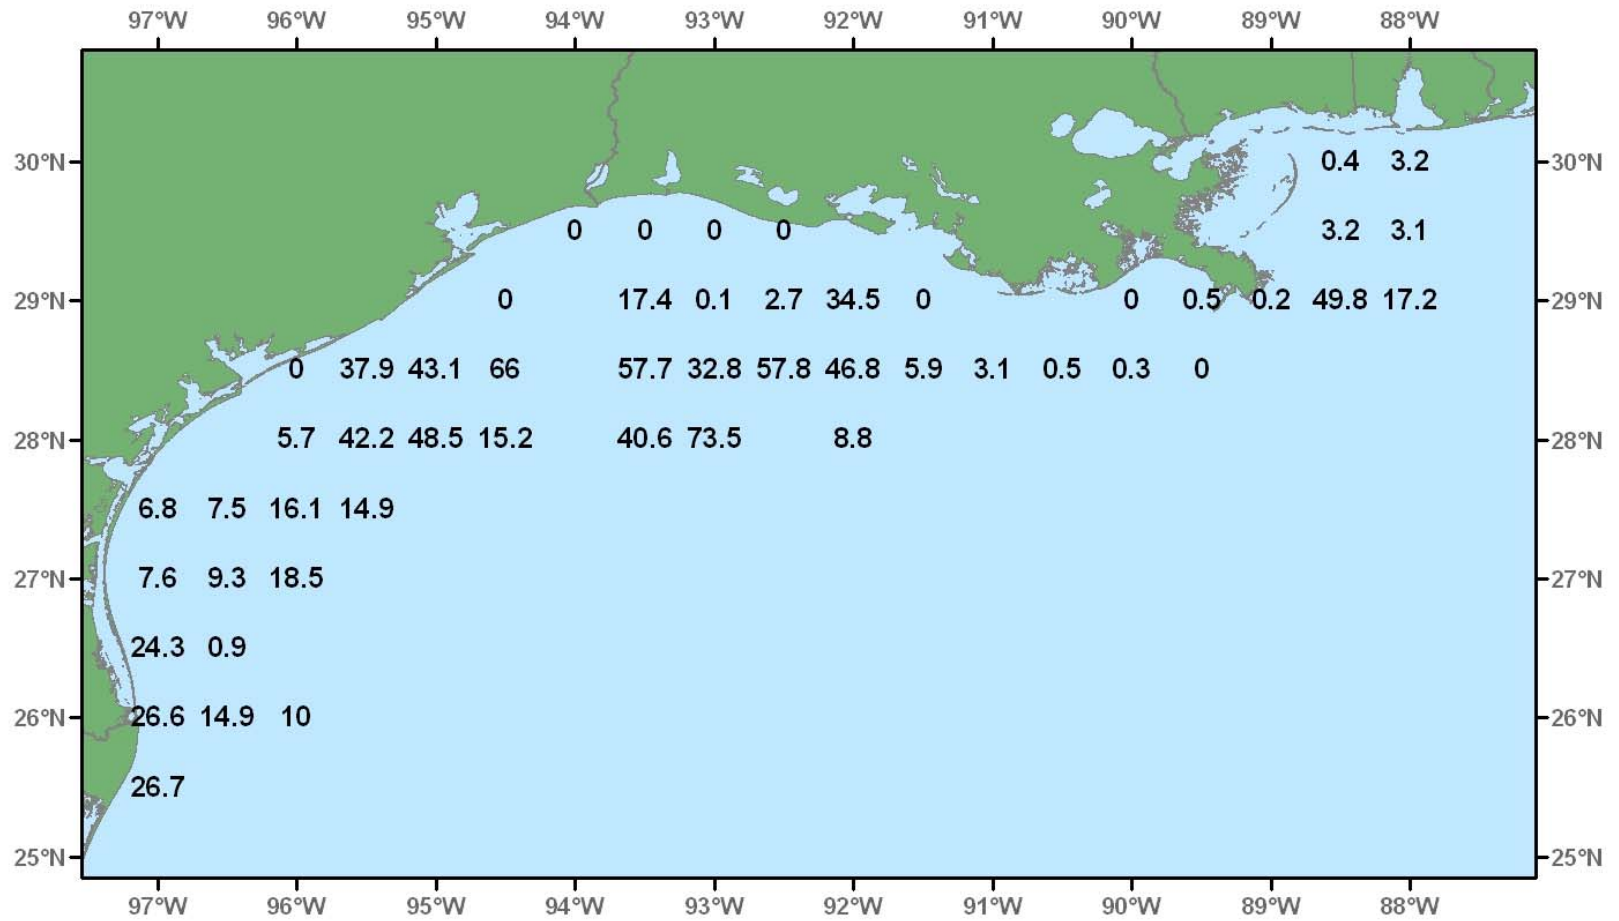 97°W 96°W 95°W 94°W 93°W 92°W 91°W 90°W 89°W 88°W
30°N 0.4 3.2 30°N
0 0 0 0 3.2 3.1
29°N 0 17.4 0.1 2.7 34.5 0 0 0.5 0.2 49.8 17.2 29°N
0 37.9 43.1 66 57.7 32.8 57.8 46.8 5.9 3.1 0.5 0.3 0
28°N 5.7 42.2 48.5 15.2 40.6 73.5 8.8 28°N
6.8 7.5 16.1 14.9
27°N 7.6 9.3 18.5 27°N
24.3 0.9
26°N 26.6 14.9 10 26°N
26.7
25°N 25°N
97°W 96°W 95°W 94°W 93°W 92°W 91°W 90°W 89°W 88°W